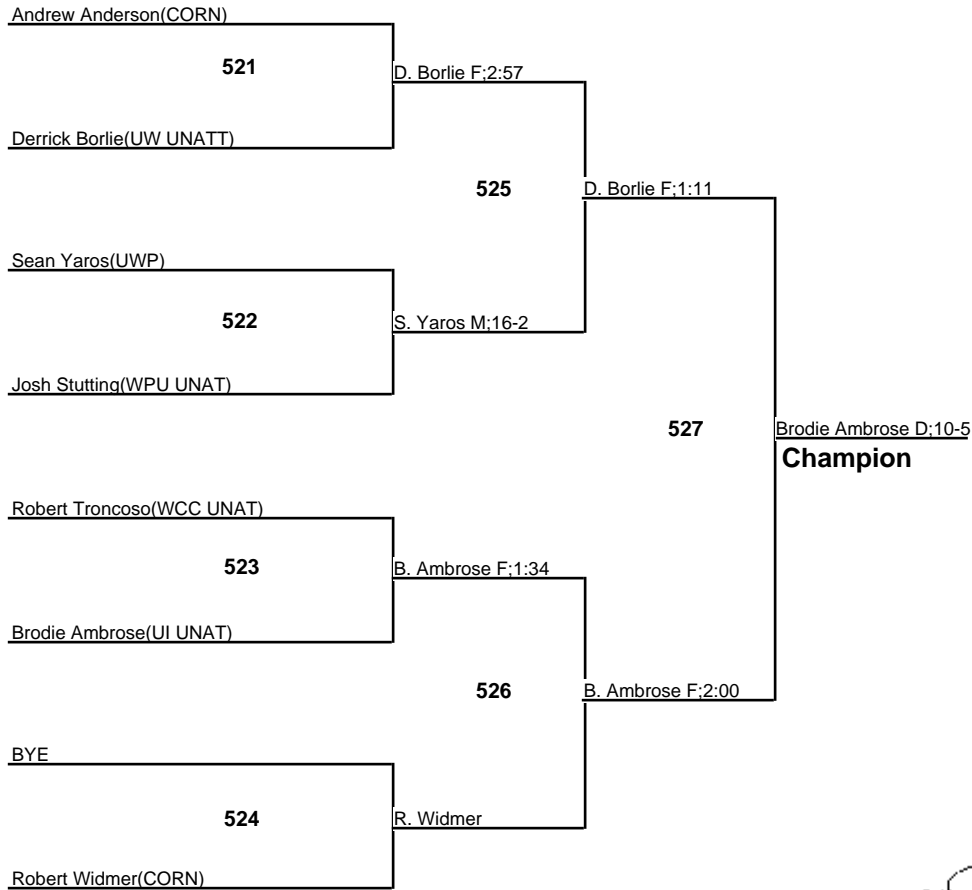 Andrew Anderson(CORN)
521
D. Borlie F;2:57
Derrick Borlie(UW UNATT)
525
D. Borlie F;1:11
Sean Yaros(UWP)
522
S. Yaros M;16-2
Josh Stutting(WPU UNAT)
527
Brodie Ambrose D;10-5
Champion
Robert Troncoso(WCC UNAT)
523
B. Ambrose F;1:34
Brodie Ambrose(UI UNAT)
526
B. Ambrose F;2:00
BYE
524
R. Widmer
Robert Widmer(CORN)